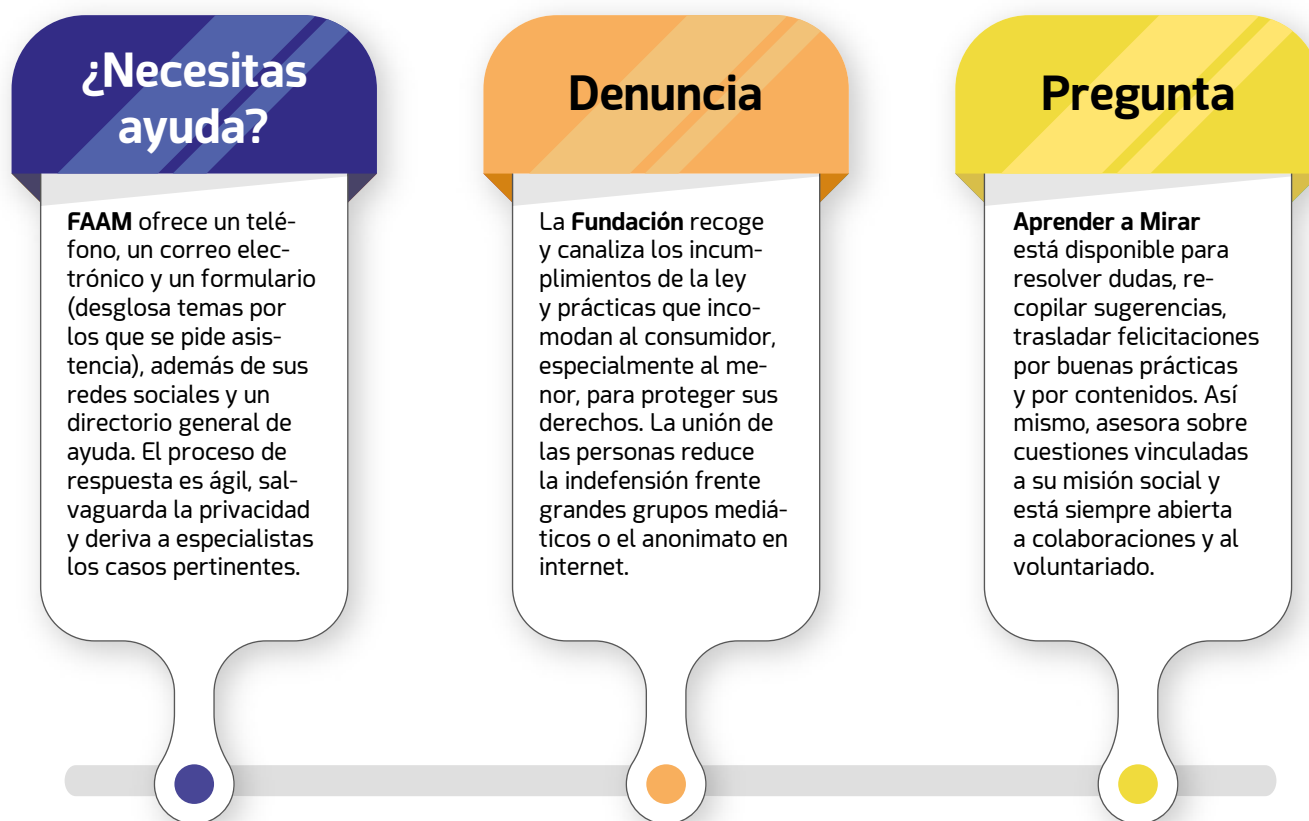 ¿Necesitas
ayuda?
FAAM ofrece un telé-
fono, un correo elec-
trónico y un formulario
(desglosa temas por
los que se pide asis-
tencia), además de sus
redes sociales y un
directorio general de
ayuda. El proceso de
respuesta es ágil, sal-
vaguarda la privacidad
y deriva a especialistas
los casos pertinentes.
Denuncia
La Fundación recoge
y canaliza los incum-
plimientos de la ley
y prácticas que inco-
modan al consumidor,
especialmente al me-
nor, para proteger sus
derechos. La unión de
las personas reduce
la indefensión frente
grandes grupos mediá-
ticos o el anonimato en
internet.
Pregunta
Aprender a Mirar
está disponible para
resolver dudas, re-
copilar sugerencias,
trasladar felicitaciones
por buenas prácticas
y por contenidos. Así
mismo, asesora sobre
cuestiones vinculadas
a su misión social y
está siempre abierta
a colaboraciones y al
voluntariado.